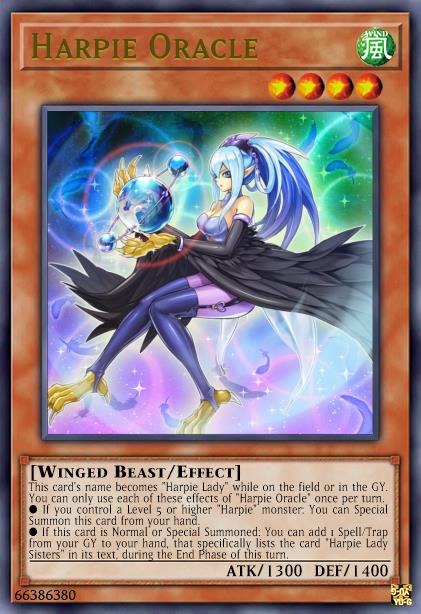 Harpie Oracle
WIND
風
[Winged Beast/Effect]
This card's name becomes "Harpie Lady" while on the field or in the GY.
You can only use each of these effects of "Harpie Oracle" once per turn.
● If you control a Level 5 or higher "Harpie" monster: You can Special
Summon this card from your hand.
● If this card is Normal or Special Summoned: You can add 1 Spell/Trap
from your GY to your hand, that specifically lists the card "Harpie Lady
Sisters" in its text, during the End Phase of this turn.
ATK/1300 DEF/1400
66386380